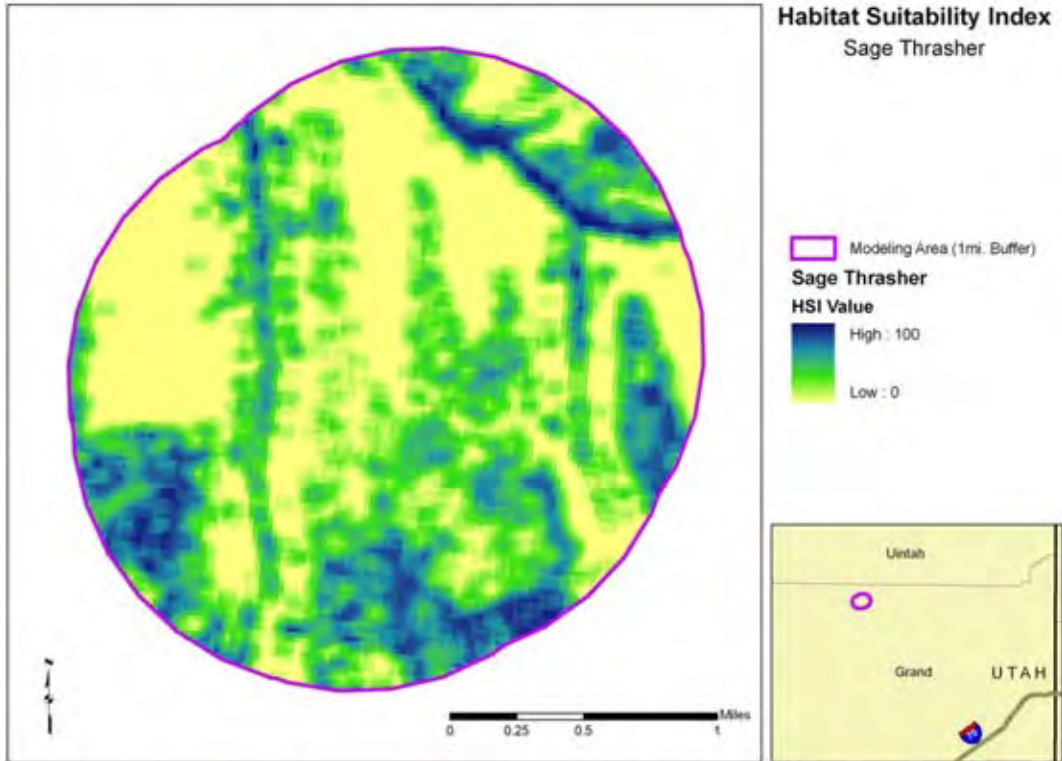 Habitat Suitability Index
Sage Thrasher
Modeling Area (1mi. Buffer)
Sage Thrasher
HSI Value
High : 100
Low : 0
Miles
0 0.25 0.5 1
Uintah
Grand
UTAH